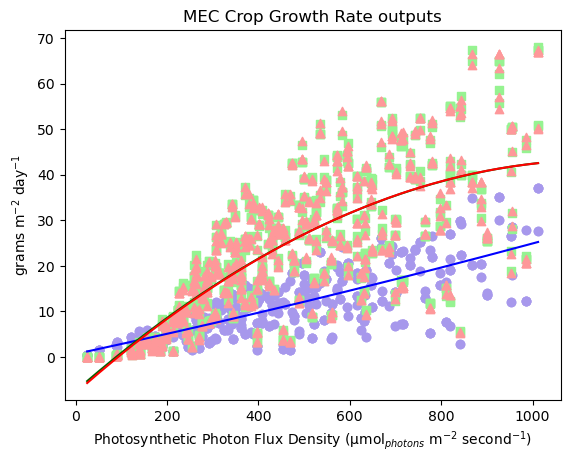 MEC Crop Growth Rate outputs
70
60
50
40
30
20
10
0
grams m⁻² day⁻¹
0 200 400 600 800 1000
Photosynthetic Photon Flux Density (μmol_photons m⁻² second⁻¹)